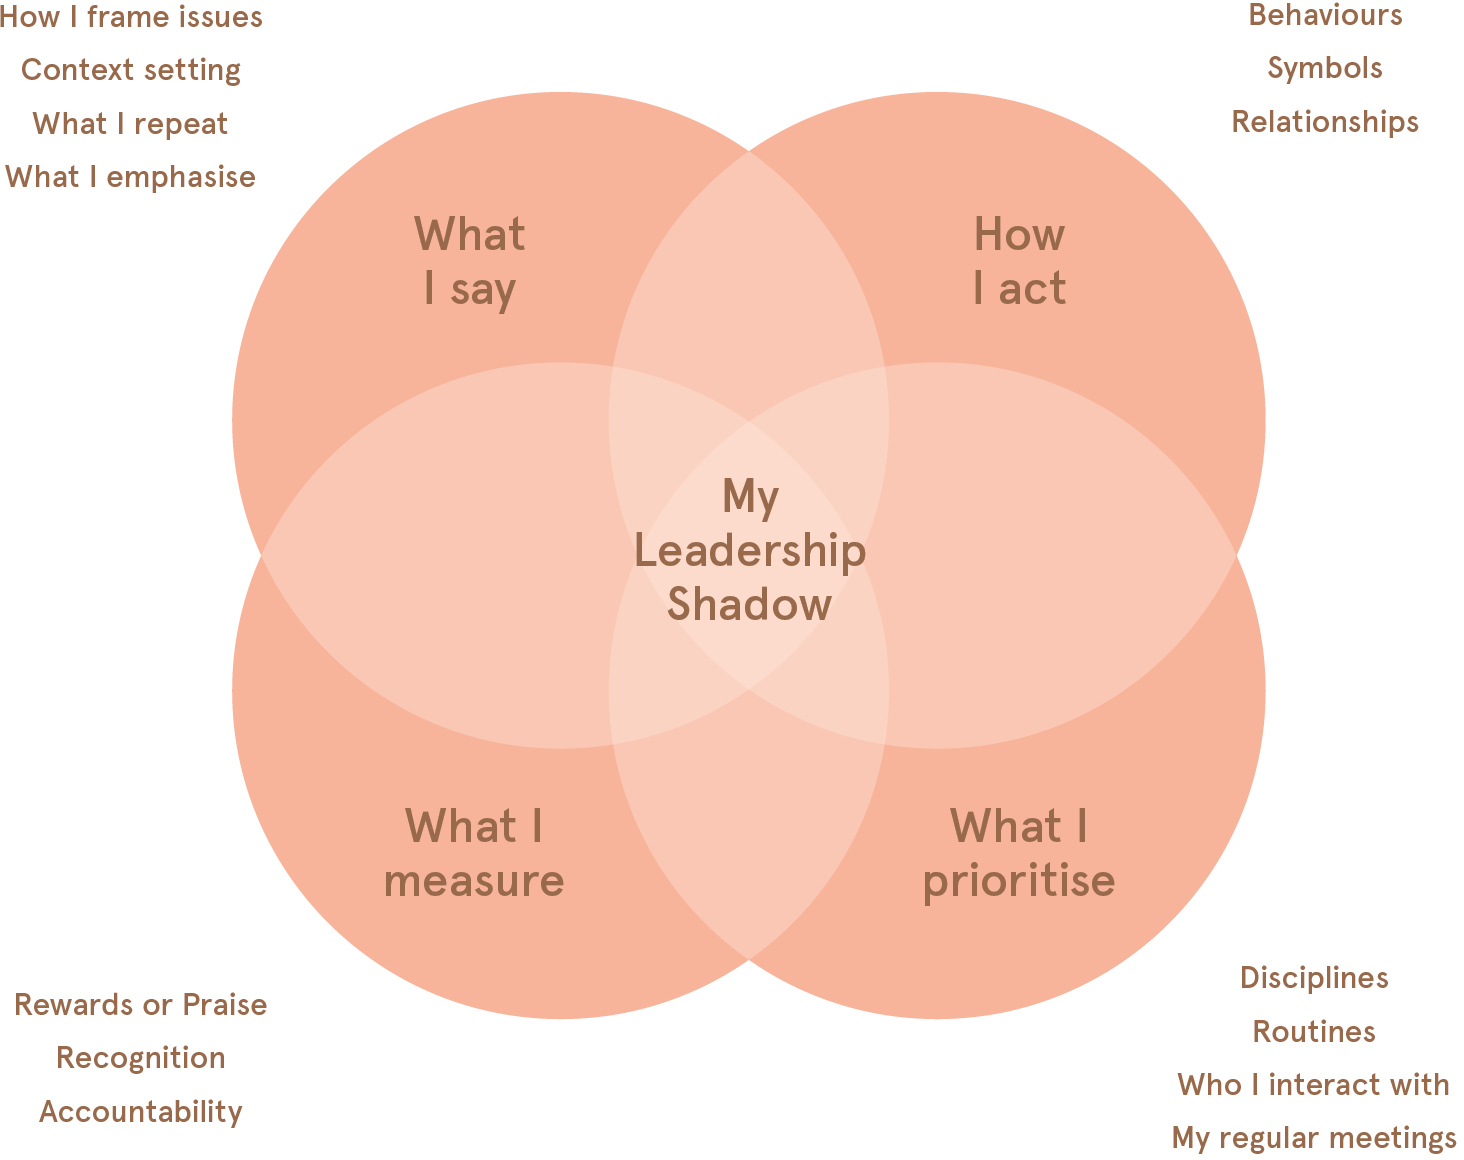 How I frame issues
Context setting
What I repeat
What I emphasise
Behaviours
Symbols
Relationships
What
I say
How
I act
My
Leadership
Shadow
What I
measure
What I
prioritise
Rewards or Praise
Recognition
Accountability
Disciplines
Routines
Who I interact with
My regular meetings